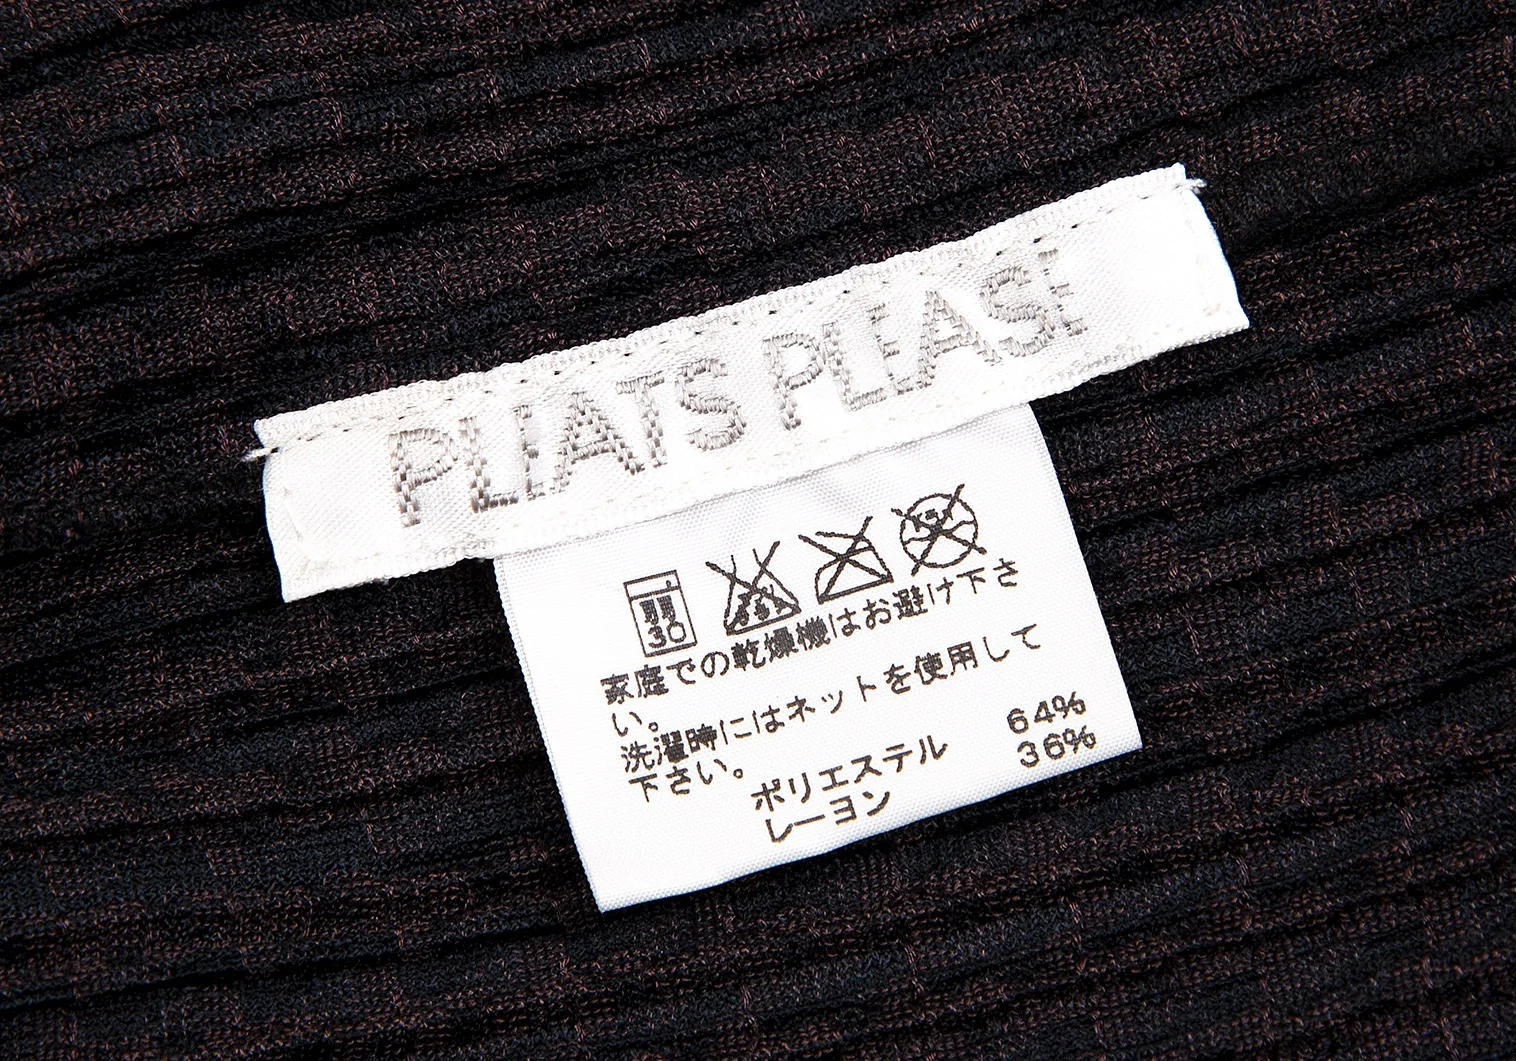 PLEATS PLEASE
弱
30
家庭での乾燥機はお避け下さ
い。
洗濯時にはネットを使用して
下さい。
ポリエステル 64%
レーヨン 36%